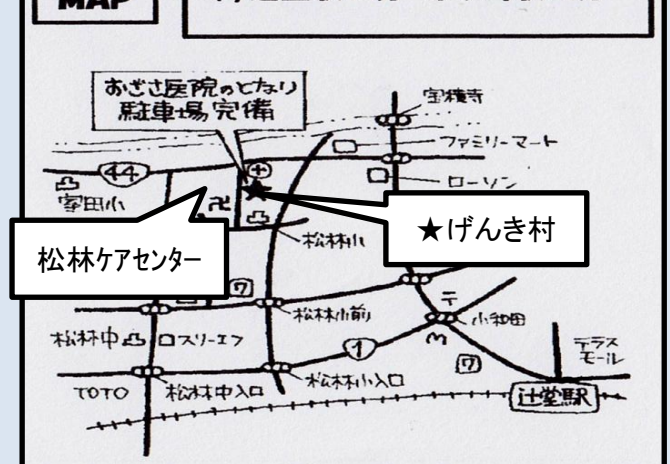 MAP
おざさ医院のとなり
駐車場完備
宝積寺
ファミリーマート
44
ローソン
室田小
卍
★げんき村
松林ケアセンター
松林小
7
松林小前
〒
小和田
松林中
スリーエフ
1
テラス
モール
7
TOTO
松林中入口
松林小入口
辻堂駅